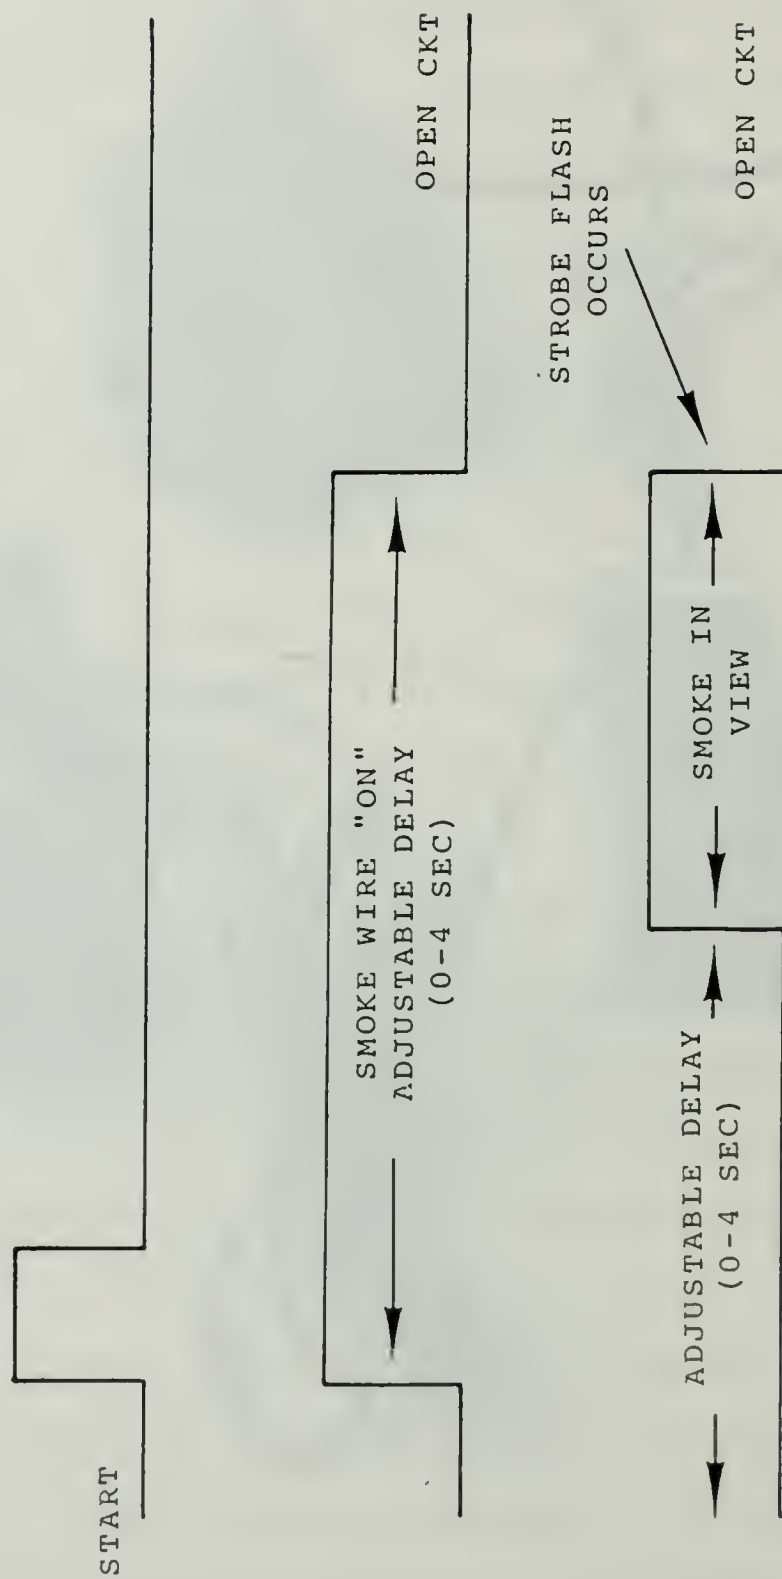 START
SMOKE WIRE "ON"
ADJUSTABLE DELAY
(0-4 SEC)
OPEN CKT
STROBE FLASH
OCCURS
ADJUSTABLE DELAY
(0-4 SEC)
SMOKE IN
VIEW
OPEN CKT